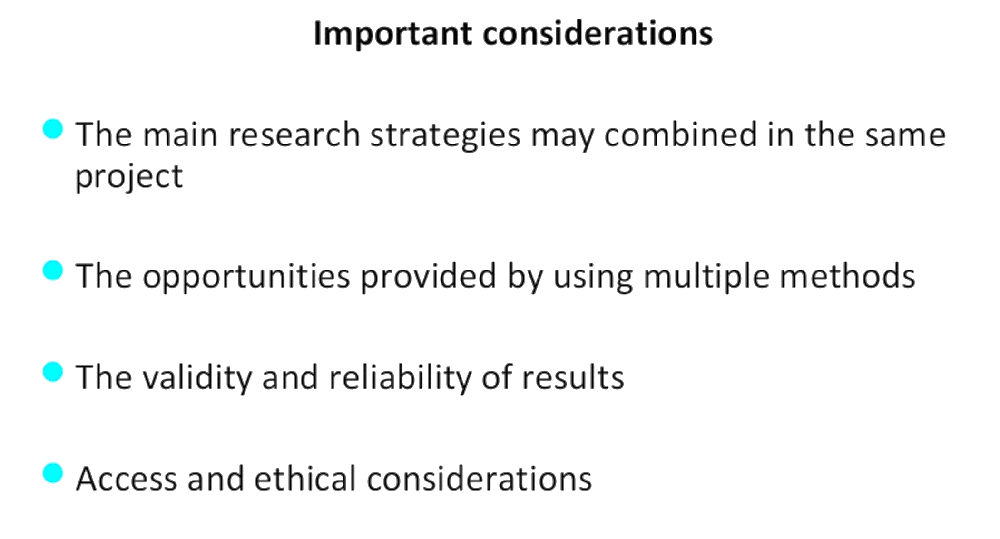 Important considerations
The main research strategies may combined in the same
project
The opportunities provided by using multiple methods
The validity and reliability of results
Access and ethical considerations